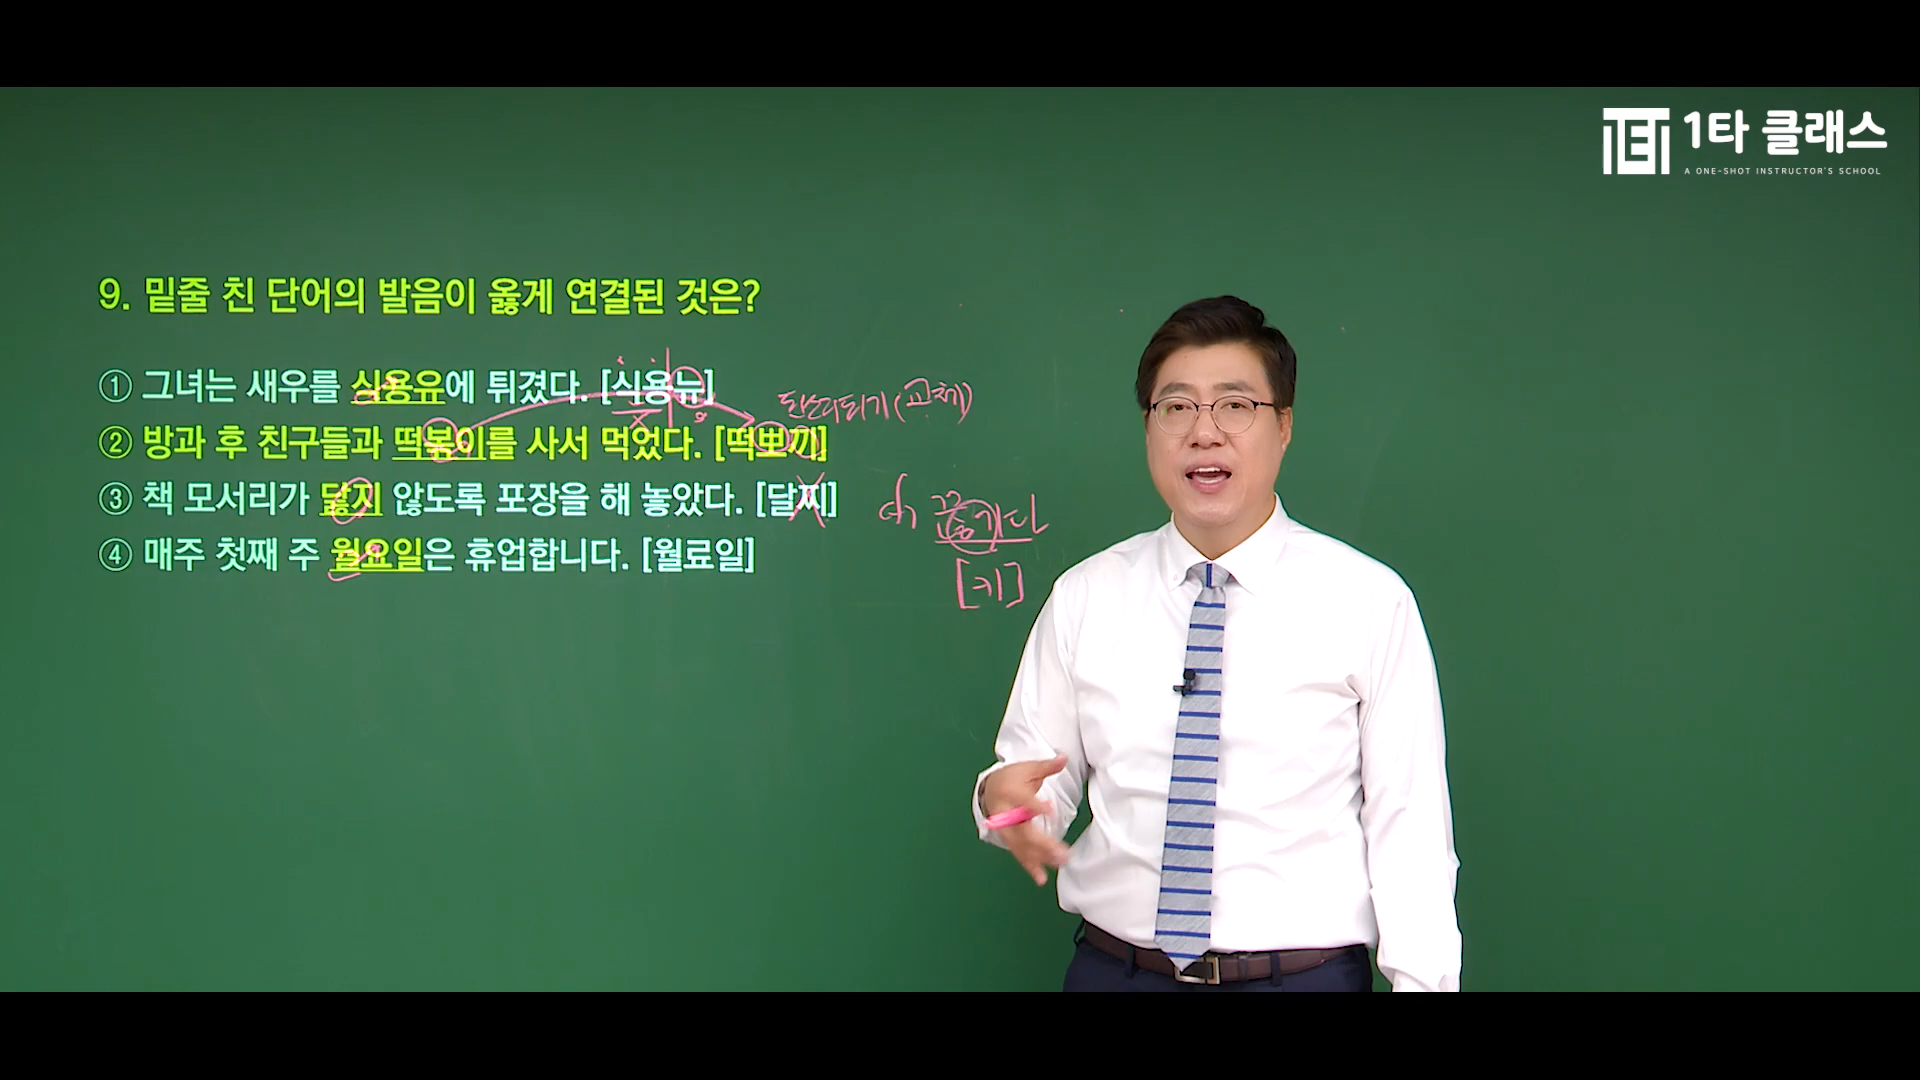 1타 클래스
A ONE-SHOT INSTRUCTOR'S SCHOOL
9. 밑줄 친 단어의 발음이 옳게 연결된 것은?
① 그녀는 새우를 식용유에 튀겼다. [식용뉴]
된소리되기(교체)
② 방과 후 친구들과 떡볶이를 사서 먹었다. [떡뽀끼]
③ 책 모서리가 닳지 않도록 포장을 해 놓았다. [달찌]
④ 매주 첫째 주 월요일은 휴업합니다. [월료일]
[키]